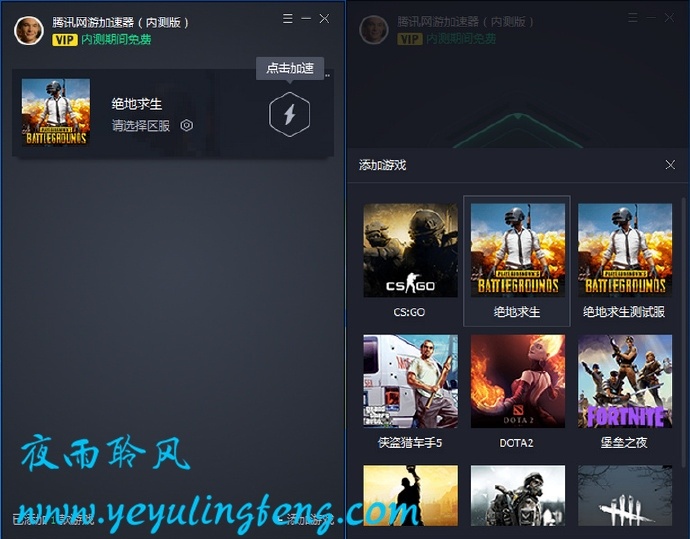 腾讯网游加速器（内测版）
VIP 内测期间免费
点击加速
绝地求生
请选择区服
PLAYERUNKNOWN'S
BATTLEGROUNDS
夜雨聆风
www.yeyulingfeng.com
已添加1款游戏
添加游戏
腾讯网游加速器（内测版）
VIP 内测期间免费
添加游戏
CS:GO
PLAYERUNKNOWN'S
BATTLEGROUNDS
PLAYERUNKNOWN'S
BATTLEGROUNDS
CS:GO
绝地求生
绝地求生测试服
grand theft auto
DOTA 2
FORTNITE
侠盗猎车手5
DOTA2
堡垒之夜